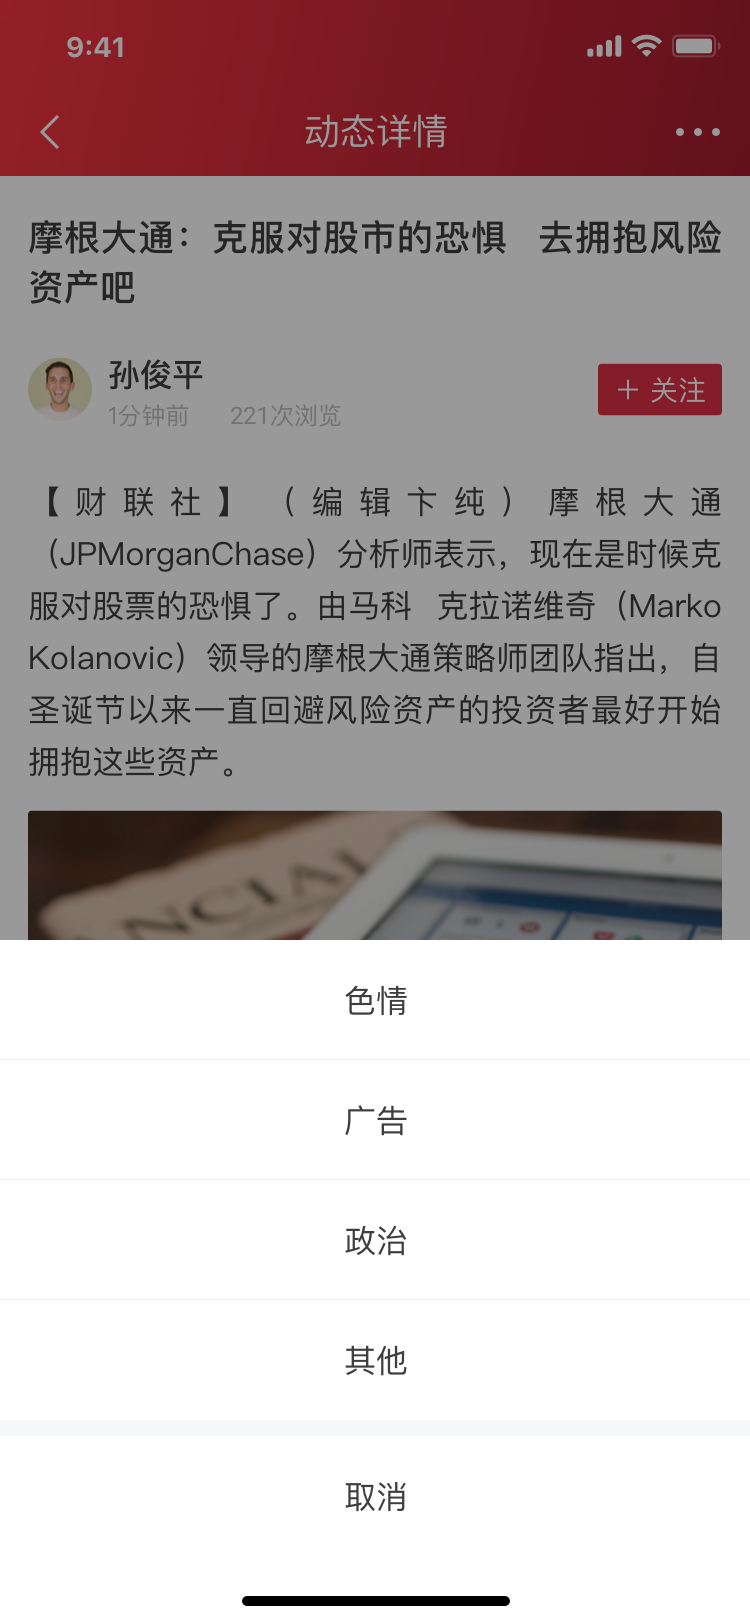 9:41
动态详情
摩根大通：克服对股市的恐惧 去拥抱风险
资产吧
孙俊平
1分钟前 221次浏览
+ 关注
【财联社】（编辑卞纯）摩根大通
（JPMorganChase）分析师表示，现在是时候克
服对股票的恐惧了。由马科 克拉诺维奇（Marko
Kolanovic）领导的摩根大通策略师团队指出，自
圣诞节以来一直回避风险资产的投资者最好开始
拥抱这些资产。
NCIAL
色情
广告
政治
其他
取消